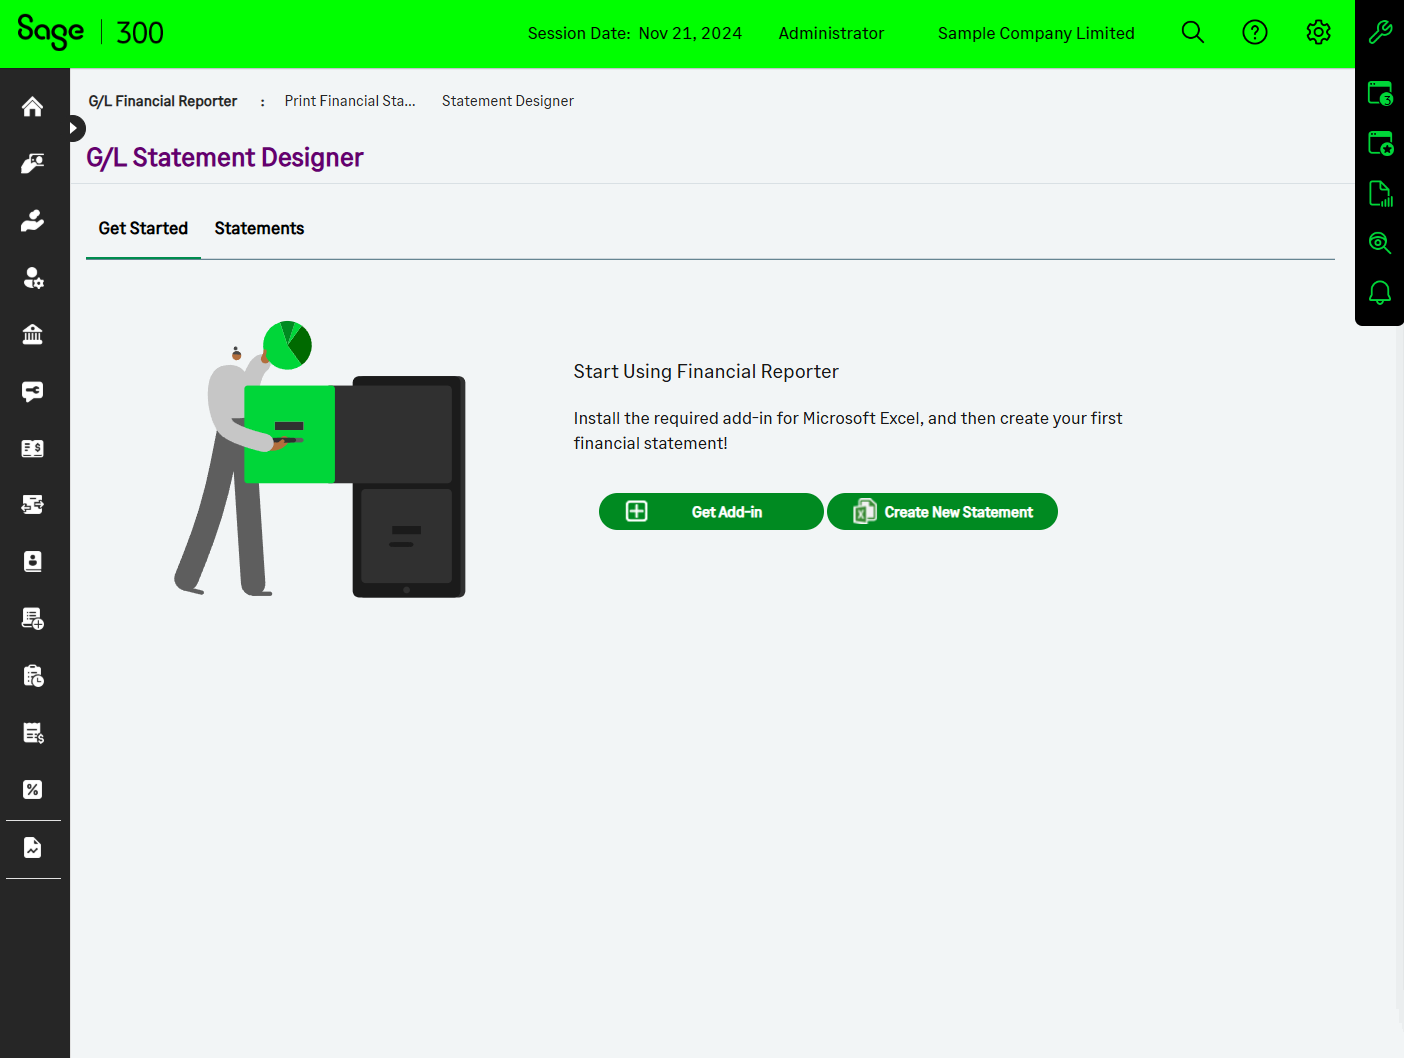 Sage 300
Session Date: Nov 21, 2024 Administrator Sample Company Limited
G/L Financial Reporter : Print Financial Sta... Statement Designer
G/L Statement Designer
Get Started Statements
Start Using Financial Reporter
Install the required add-in for Microsoft Excel, and then create your first
financial statement!
Get Add-in Create New Statement